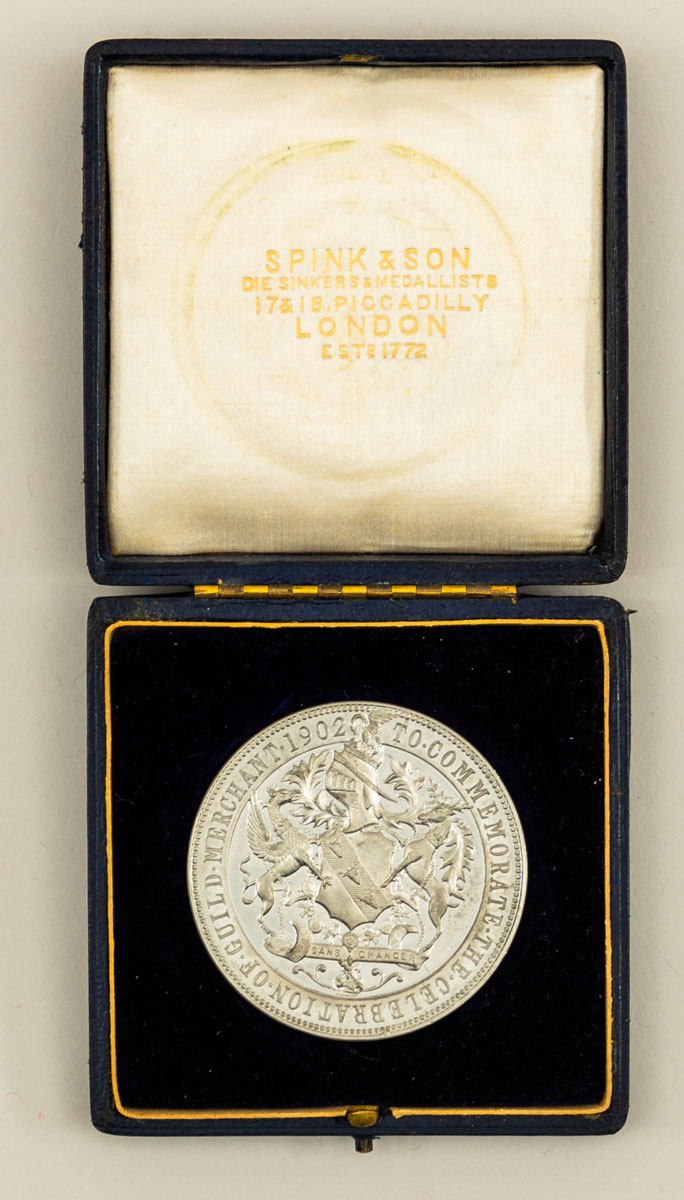 SPINK & SON
DIE SINKERS & MEDALLISTS
17 & 18, PICCADILLY
LONDON
ESTD 1772
TO·COMMEMORATE·THE·CELEBRATION·OF·GUILD·MERCHANT·1902
SANS CHANGER